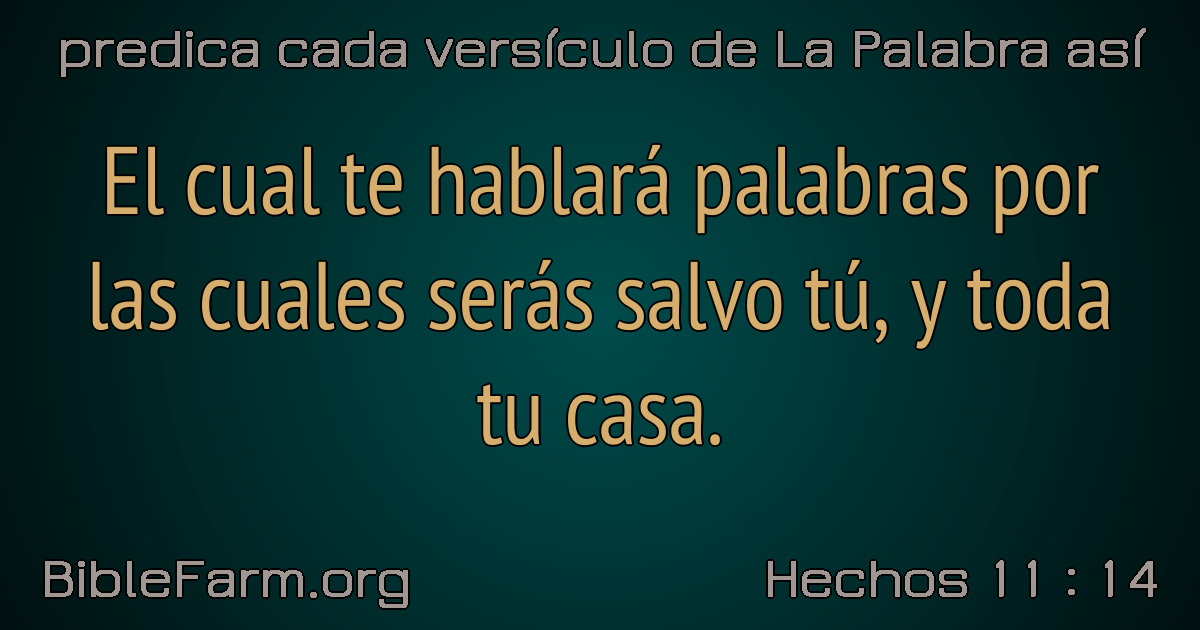 predica cada versículo de La Palabra así
El cual te hablará palabras por
las cuales serás salvo tú, y toda
tu casa.
BibleFarm.org
Hechos 11 : 14